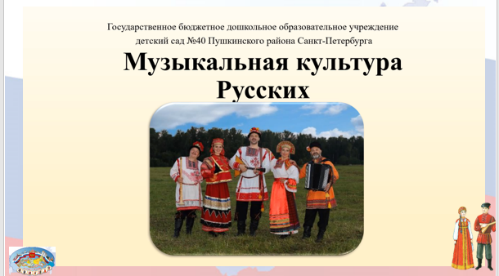 Государственное бюджетное дошкольное образовательное учреждение
детский сад №40 Пушкинского района Санкт-Петербурга
Музыкальная культура
Русских